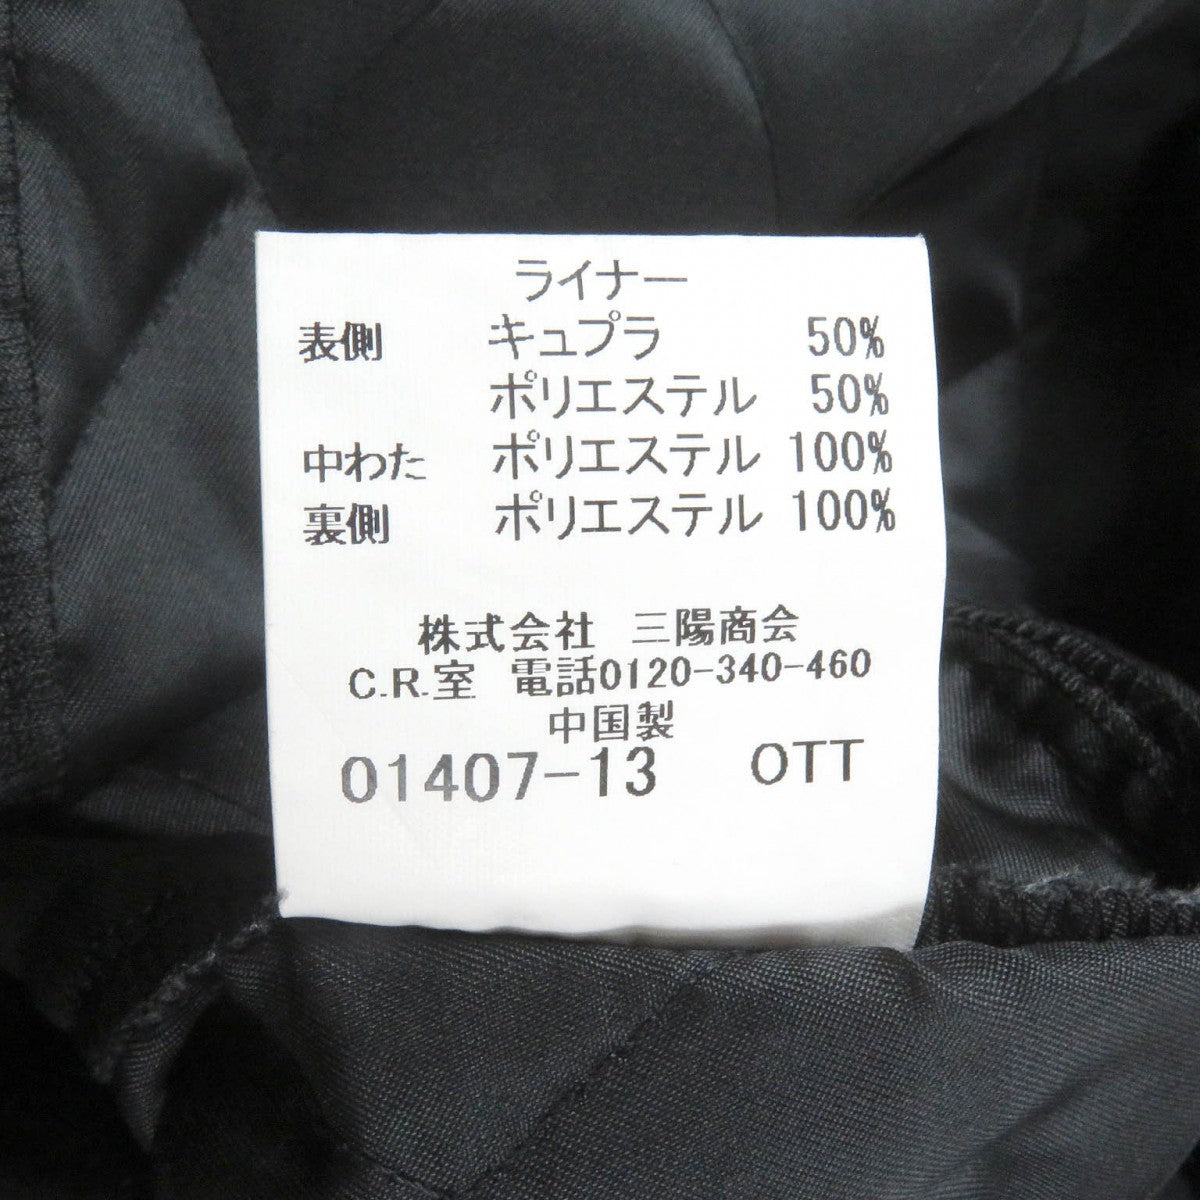 ライナー
表側 キュプラ 50%
ポリエステル 50%
中わた ポリエステル 100%
裏側 ポリエステル 100%
株式会社 三陽商会
C.R.室 電話0120-340-460
中国製
01407-13 OTT